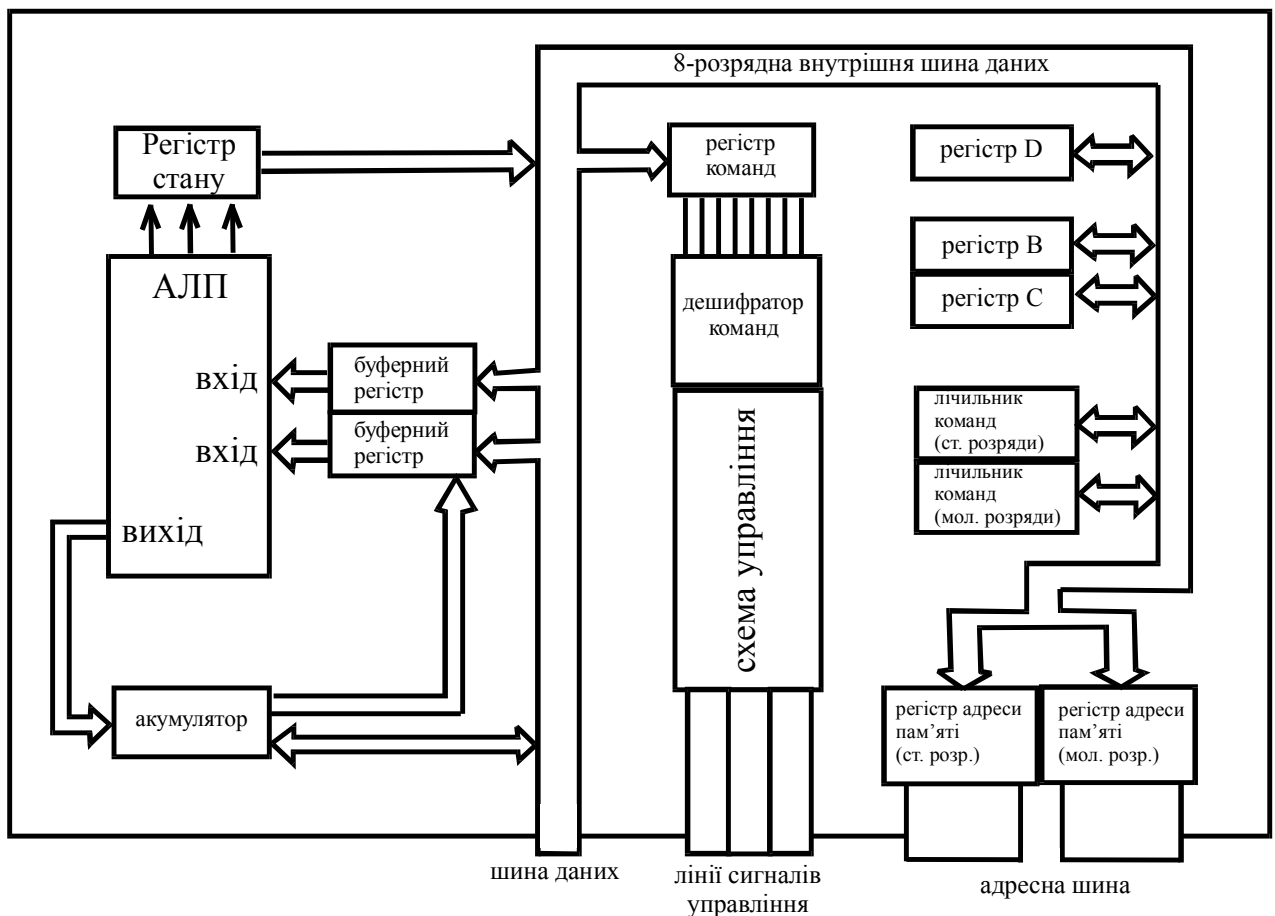 8-розрядна внутрішня шина даних
Регістр
стану
регістр
команд
регістр D
регістр B
регістр C
АЛП
дешифратор
команд
вхід
буферний
регістр
вхід
буферний
регістр
вихід
лічильник
команд
(ст. розряди)
лічильник
команд
(мол. розряди)
схема управління
акумулятор
регістр адреси
пам’яті
(ст. розр.)
регістр адреси
пам’яті
(мол. розр.)
шина даних
лінії сигналів
управління
адресна шина